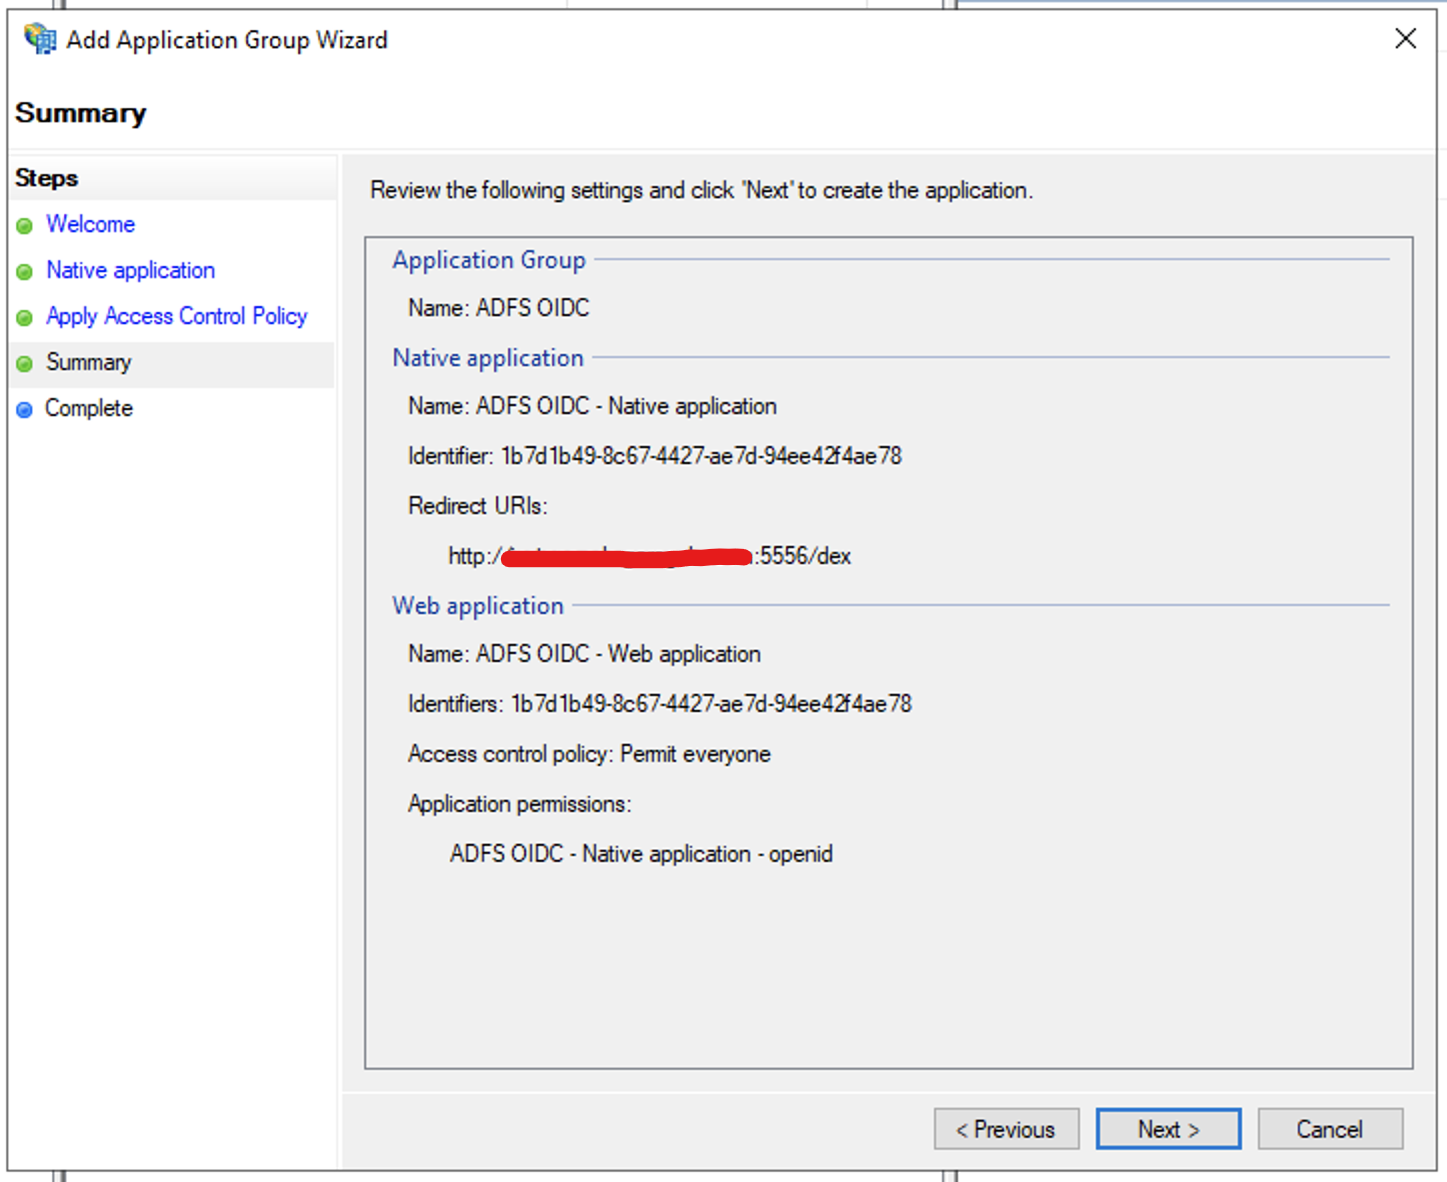 Add Application Group Wizard
Summary
Steps
Welcome
Native application
Apply Access Control Policy
Summary
Complete
Review the following settings and click 'Next' to create the application.
Application Group
Name: ADFS OIDC
Native application
Name: ADFS OIDC - Native application
Identifier: 1b7d1b49-8c67-4427-ae7d-94ee42f4ae78
Redirect URIs:
http:/ :5556/dex
Web application
Name: ADFS OIDC - Web application
Identifiers: 1b7d1b49-8c67-4427-ae7d-94ee42f4ae78
Access control policy: Permit everyone
Application permissions:
ADFS OIDC - Native application - openid
< Previous
Next >
Cancel